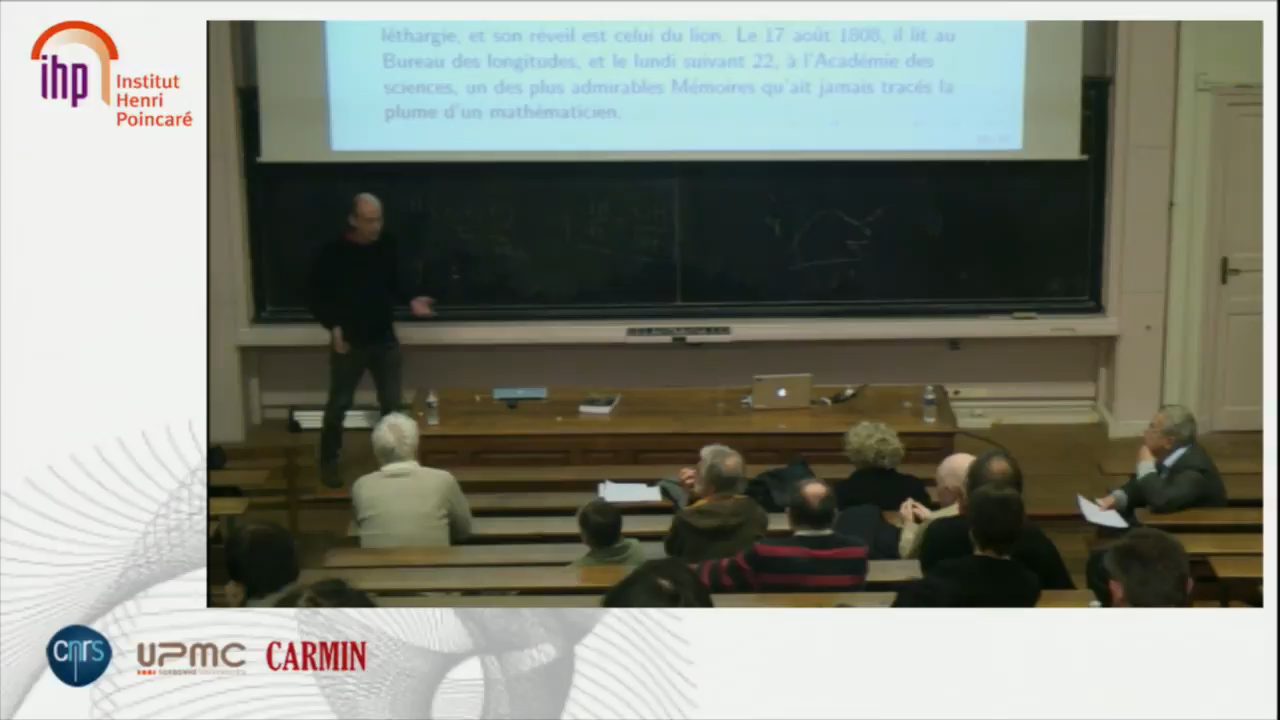 ihp
Institut
Henri
Poincaré
léthargie, et son réveil est celui du lion. Le 17 août 1808, il lit au
Bureau des longitudes, et le lundi suivant 22, à l'Académie des
sciences, un des plus admirables Mémoires qu'ait jamais tracés la
plume d'un mathématicien.
cnrs
UPMC
SORBONNE UNIVERSITÉS
CARMIN